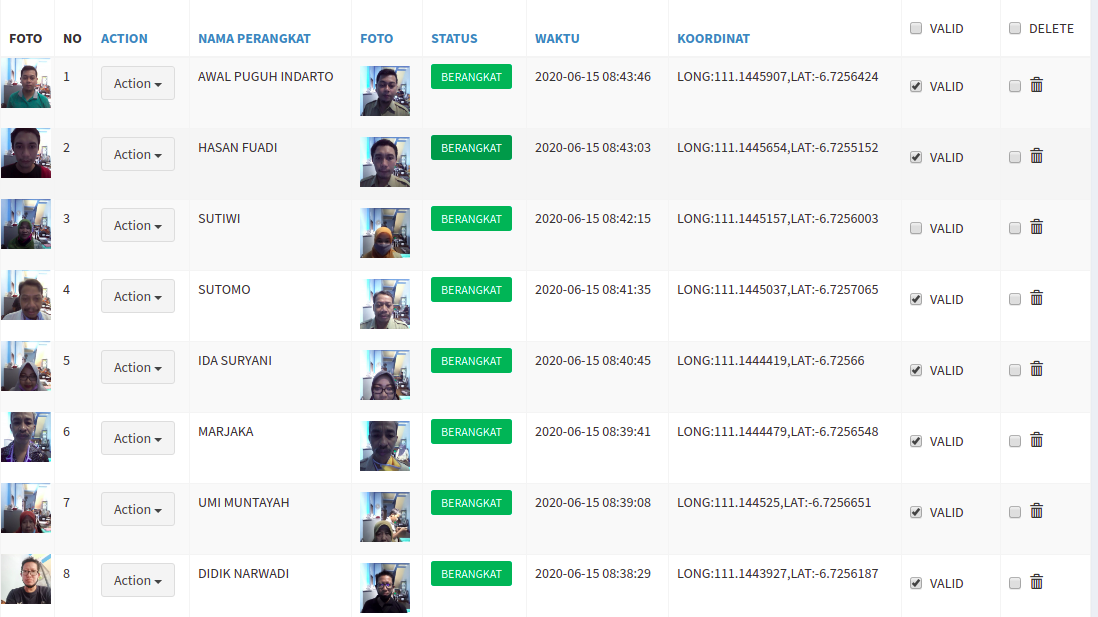 FOTO NO ACTION NAMA PERANGKAT FOTO STATUS WAKTU KOORDINAT VALID DELETE
1 Action AWAL PUGUH INDARTO BERANGKAT 2020-06-15 08:43:46 LONG:111.1445907,LAT:-6.7256424 VALID
2 Action HASAN FUADI BERANGKAT 2020-06-15 08:43:03 LONG:111.1445654,LAT:-6.7255152 VALID
3 Action SUTIWI BERANGKAT 2020-06-15 08:42:15 LONG:111.1445157,LAT:-6.7256003 VALID
4 Action SUTOMO BERANGKAT 2020-06-15 08:41:35 LONG:111.1445037,LAT:-6.7257065 VALID
5 Action IDA SURYANI BERANGKAT 2020-06-15 08:40:45 LONG:111.1444419,LAT:-6.72566 VALID
6 Action MARJAKA BERANGKAT 2020-06-15 08:39:41 LONG:111.1444479,LAT:-6.7256548 VALID
7 Action UMI MUNTAYAH BERANGKAT 2020-06-15 08:39:08 LONG:111.144525,LAT:-6.7256651 VALID
8 Action DIDIK NARWADI BERANGKAT 2020-06-15 08:38:29 LONG:111.1443927,LAT:-6.7256187 VALID